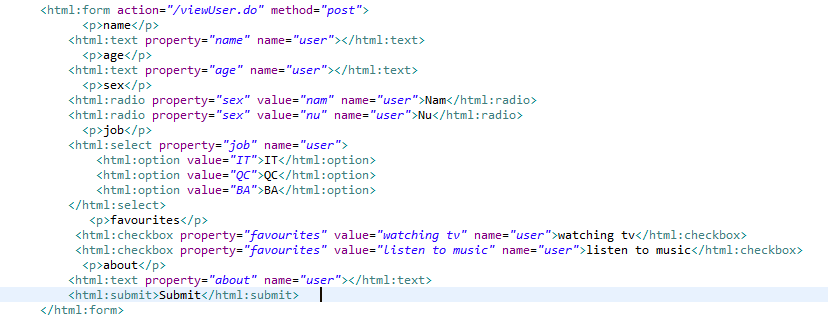 <html:form action="/viewUser.do" method="post">
<p>name</p>
<html:text property="name" name="user"></html:text>
<p>age</p>
<html:text property="age" name="user"></html:text>
<p>sex</p>
<html:radio property="sex" value="nam" name="user">Nam</html:radio>
<html:radio property="sex" value="nu" name="user">Nu</html:radio>
<p>job</p>
<html:select property="job" name="user">
<html:option value="IT">IT</html:option>
<html:option value="QC">QC</html:option>
<html:option value="BA">BA</html:option>
</html:select>
<p>favourites</p>
<html:checkbox property="favourites" value="watching tv" name="user">watching tv</html:checkbox>
<html:checkbox property="favourites" value="listen to music" name="user">listen to music</html:checkbox>
<p>about</p>
<html:text property="about" name="user"></html:text>
<html:submit>Submit</html:submit>
</html:form>